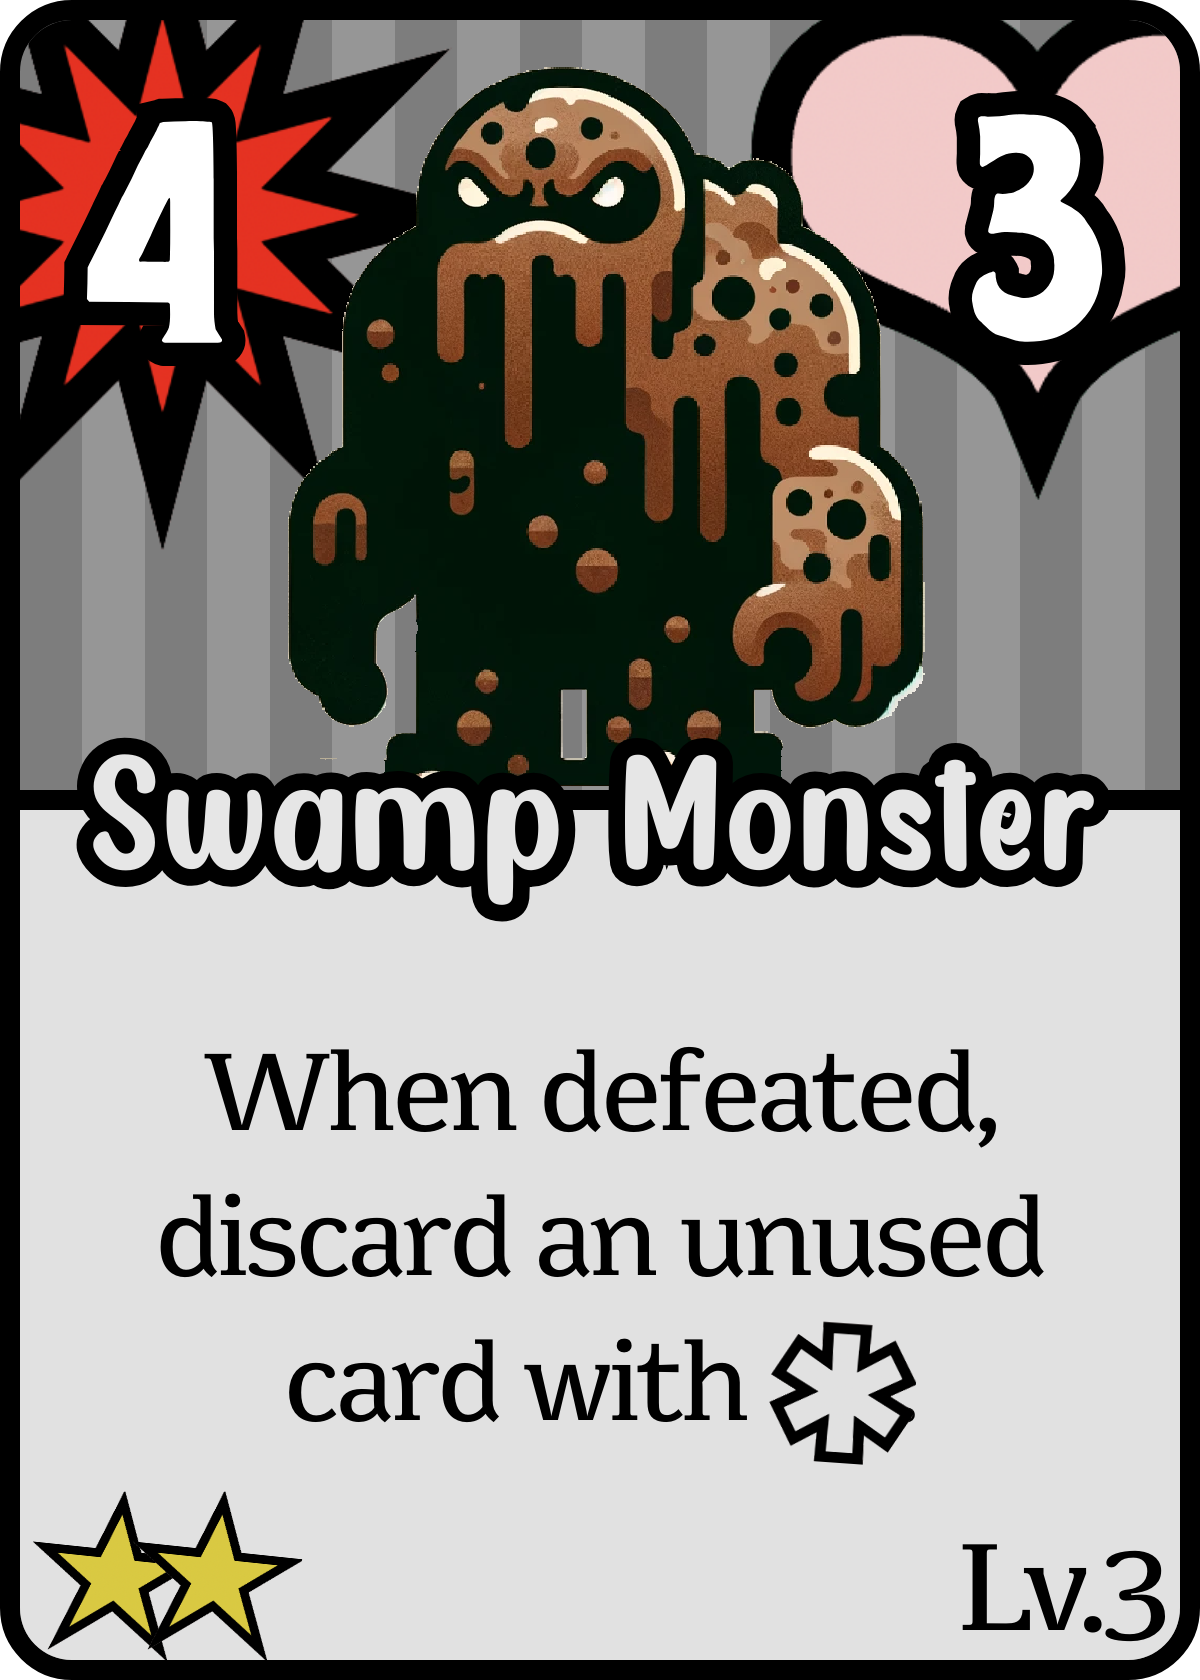 4
3
Swamp Monster
When defeated,
discard an unused
card with *
Lv.3